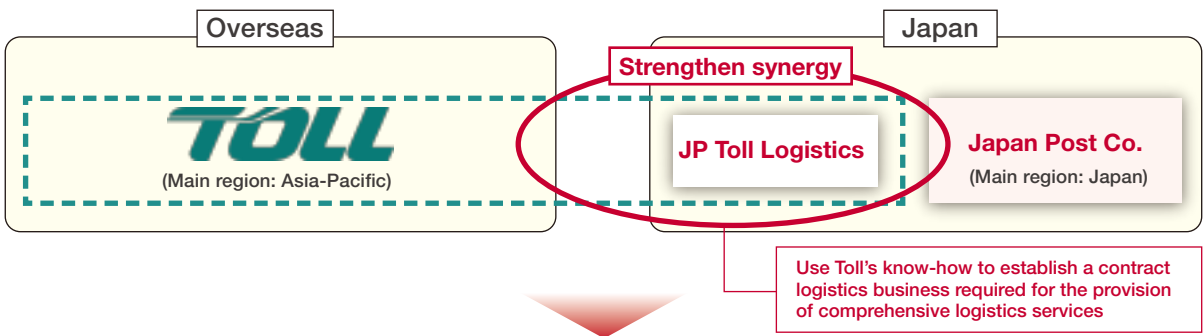 Overseas
Japan
Strengthen synergy
TOLL
(Main region: Asia-Pacific)
JP Toll Logistics
Japan Post Co.
(Main region: Japan)
Use Toll's know-how to establish a contract
logistics business required for the provision
of comprehensive logistics services